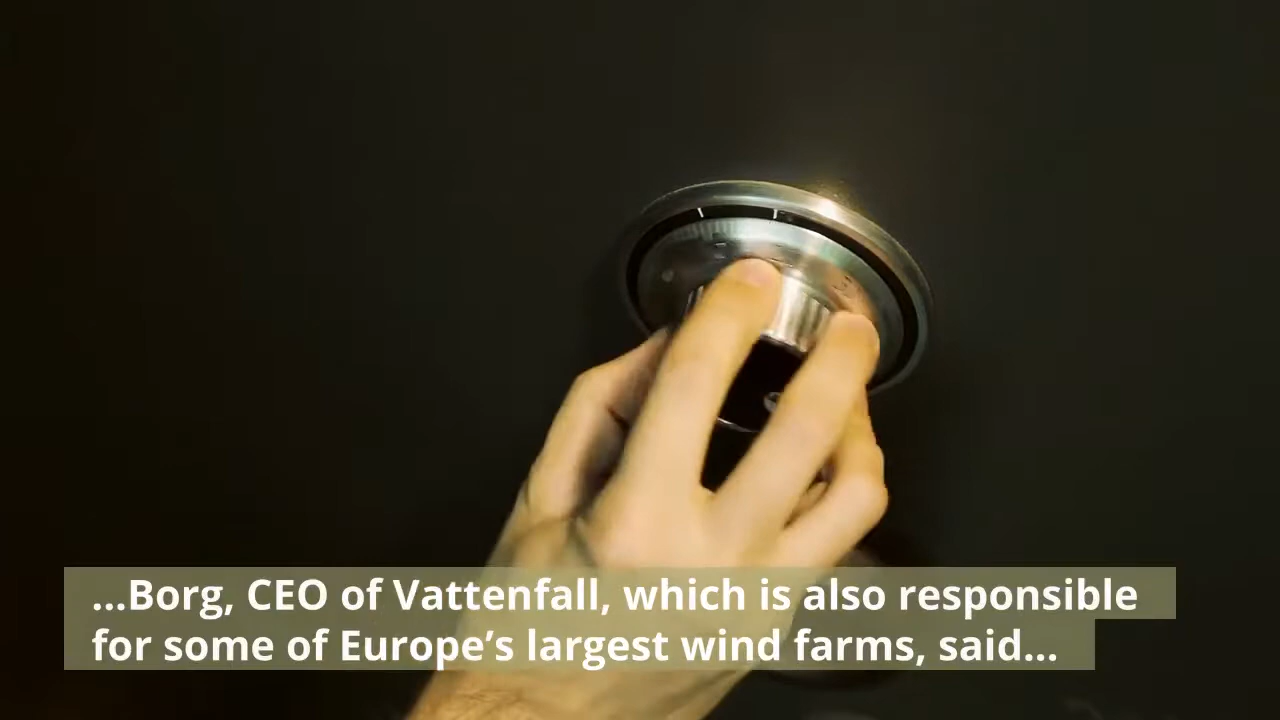 ...Borg, CEO of Vattenfall, which is also responsible
for some of Europe’s largest wind farms, said...